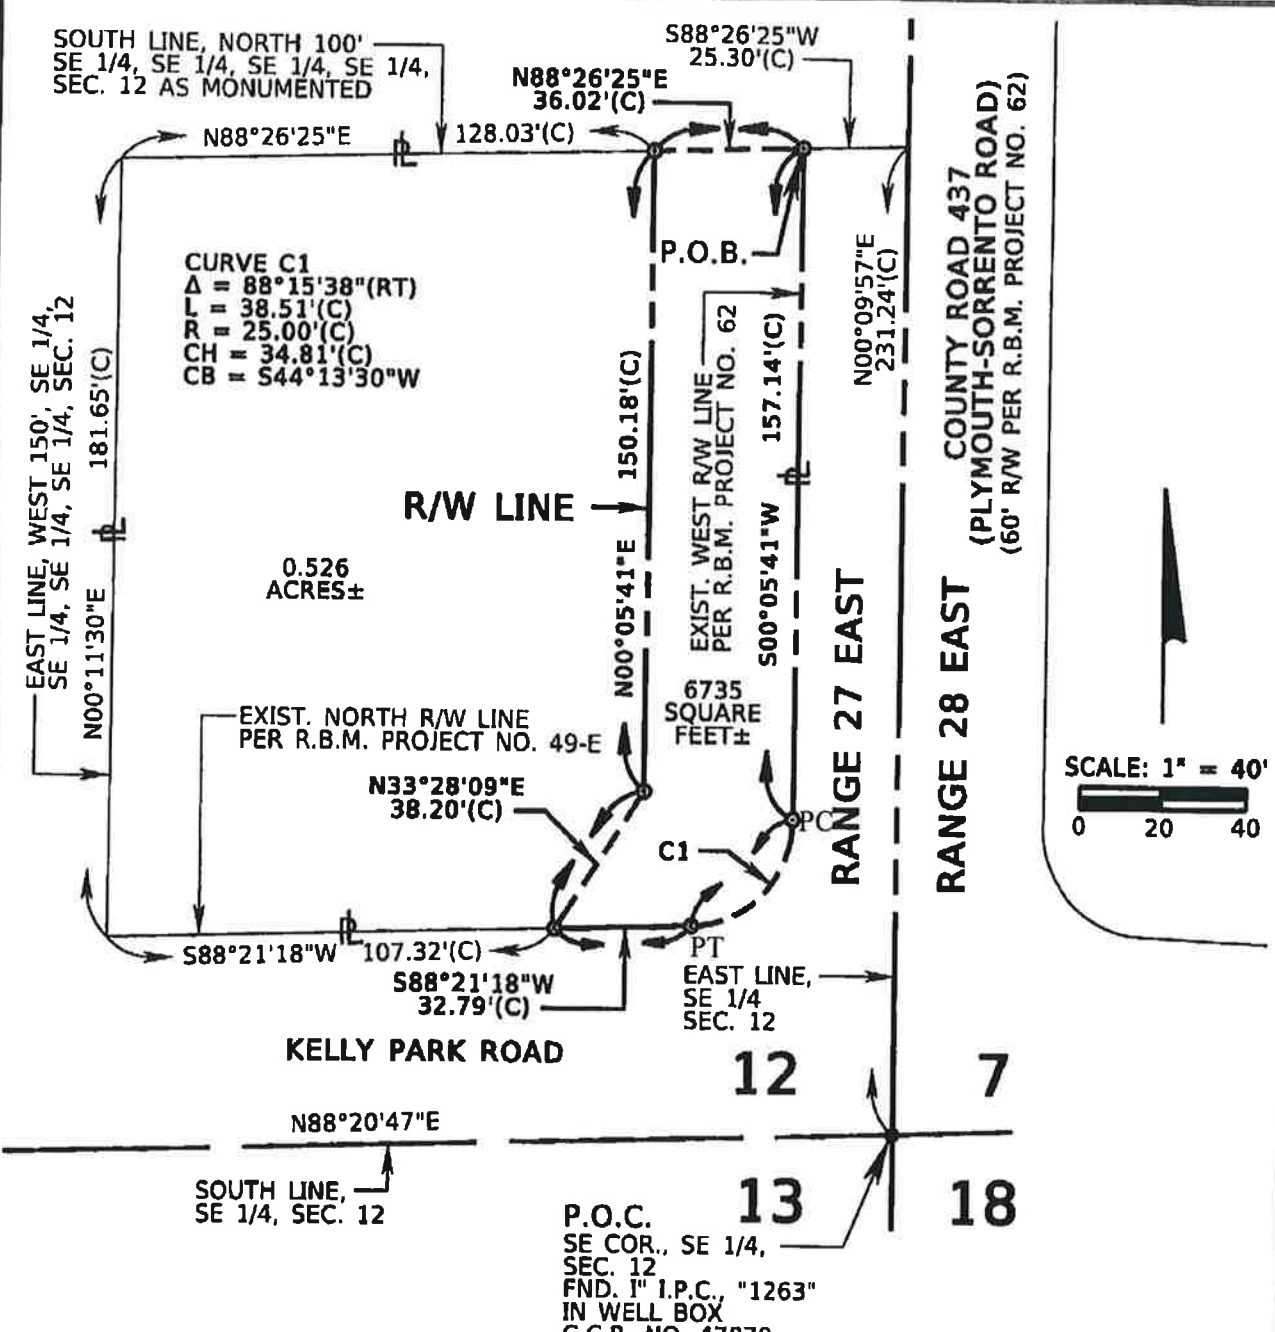 SOUTH LINE, NORTH 100'
SE 1/4, SE 1/4, SE 1/4, SE 1/4,
SEC. 12 AS MONUMENTED
S88°26'25"W
25.30'(C)
N88°26'25"E
36.02'(C)
N88°26'25"E
128.03'(C)
P.O.B.
CURVE C1
Δ = 88°15'38"(RT)
L = 38.51'(C)
R = 25.00'(C)
CH = 34.81'(C)
CB = S44°13'30"W
EAST LINE, WEST 150', SE 1/4,
SE 1/4, SE 1/4, SE 1/4, SEC. 12
181.65'(C)
N00°11'30"E
150.18'(C)
N00°05'41"E
EXIST. WEST R/W LINE
PER R.B.M. PROJECT NO. 62
157.14'(C)
S00°05'41"W
N00°09'57"E
231.24'(C)
COUNTY ROAD 437
(PLYMOUTH-SORRENTO ROAD)
(60' R/W PER R.B.M. PROJECT NO. 62)
R/W LINE
0.526
ACRES±
RANGE 27 EAST
RANGE 28 EAST
6735
SQUARE
FEET±
EXIST. NORTH R/W LINE
PER R.B.M. PROJECT NO. 49-E
N33°28'09"E
38.20'(C)
C1
PC
PT
SCALE: 1" = 40'
0 20 40
S88°21'18"W
107.32'(C)
S88°21'18"W
32.79'(C)
EAST LINE,
SE 1/4
SEC. 12
KELLY PARK ROAD
12
7
N88°20'47"E
SOUTH LINE,
SE 1/4, SEC. 12
13
18
P.O.C.
SE COR., SE 1/4,
SEC. 12
FND. 1" I.P.C., "1263"
IN WELL BOX